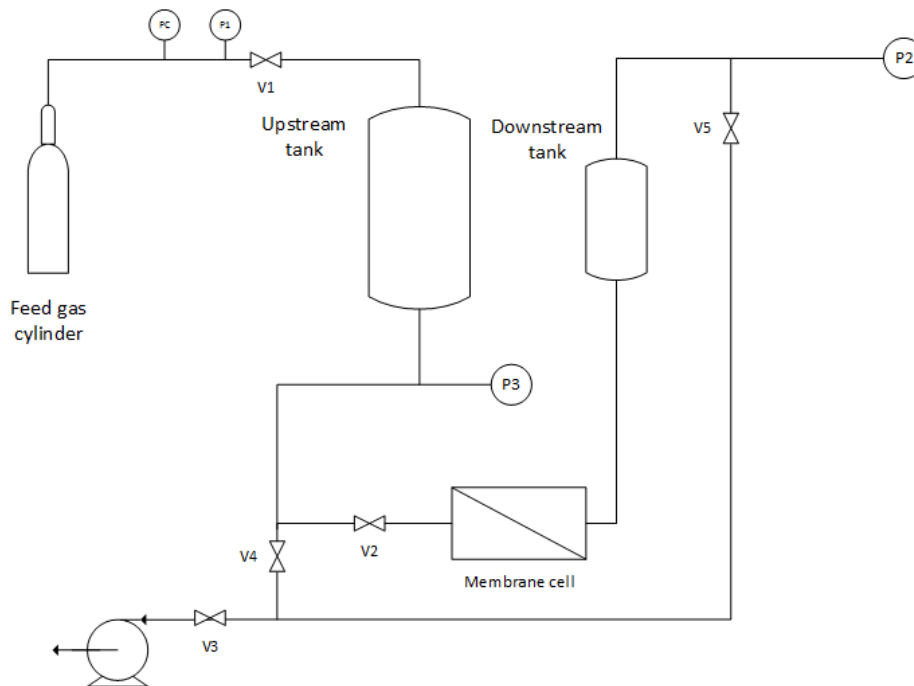 PC
P1
P2
V1
Upstream
tank
Downstream
tank
V5
Feed gas
cylinder
P3
V4
V2
Membrane cell
V3